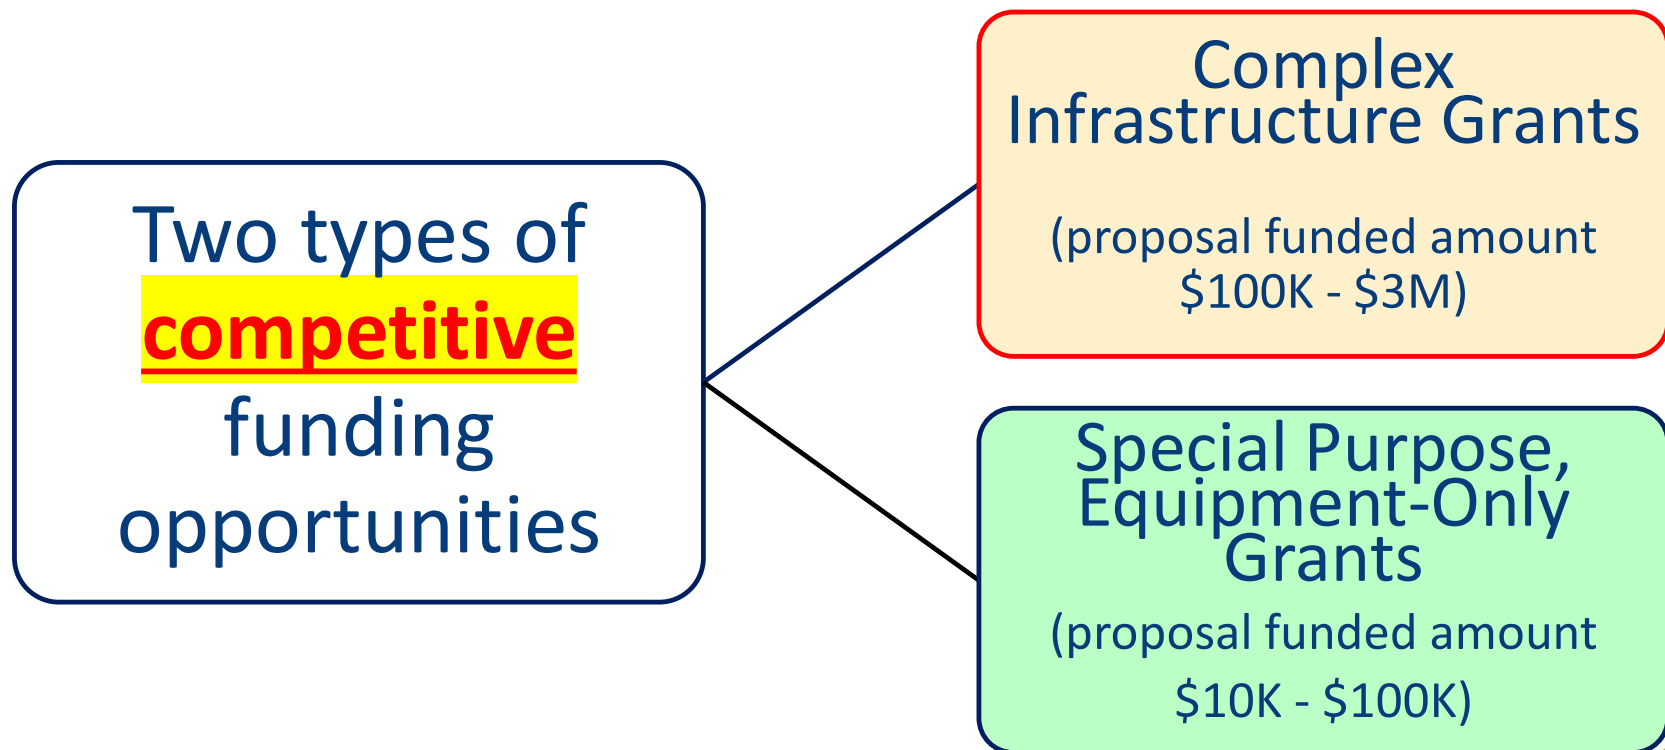 Two types of
competitive
funding
opportunities
Complex
Infrastructure Grants
(proposal funded amount
$100K - $3M)
Special Purpose,
Equipment-Only
Grants
(proposal funded amount
$10K - $100K)